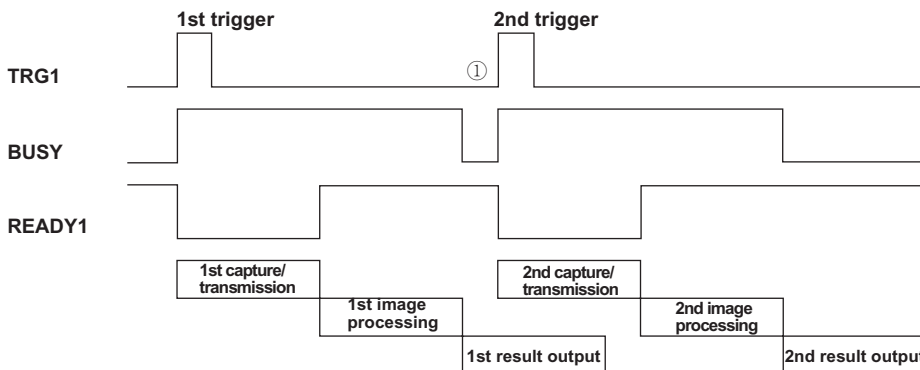 1st trigger
2nd trigger
TRG1
①
BUSY
READY1
1st capture/
transmission
2nd capture/
transmission
1st image
processing
2nd image
processing
1st result output
2nd result output